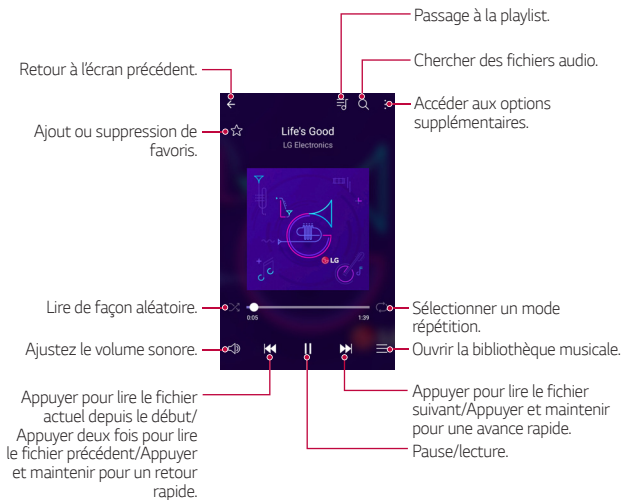 Passage à la playlist.
Chercher des fichiers audio.
Retour à l'écran précédent.
Accéder aux options
supplémentaires.
Ajout ou suppression de
favoris.
Life's Good
LG Electronics
LG
Lire de façon aléatoire.
0:05
1:39
Sélectionner un mode
répétition.
Ajustez le volume sonore.
Ouvrir la bibliothèque musicale.
Appuyer pour lire le fichier
actuel depuis le début/
Appuyer deux fois pour lire
le fichier précédent/Appuyer
et maintenir pour un retour
rapide.
Appuyer pour lire le fichier
suivant/Appuyer et maintenir
pour une avance rapide.
Pause/lecture.